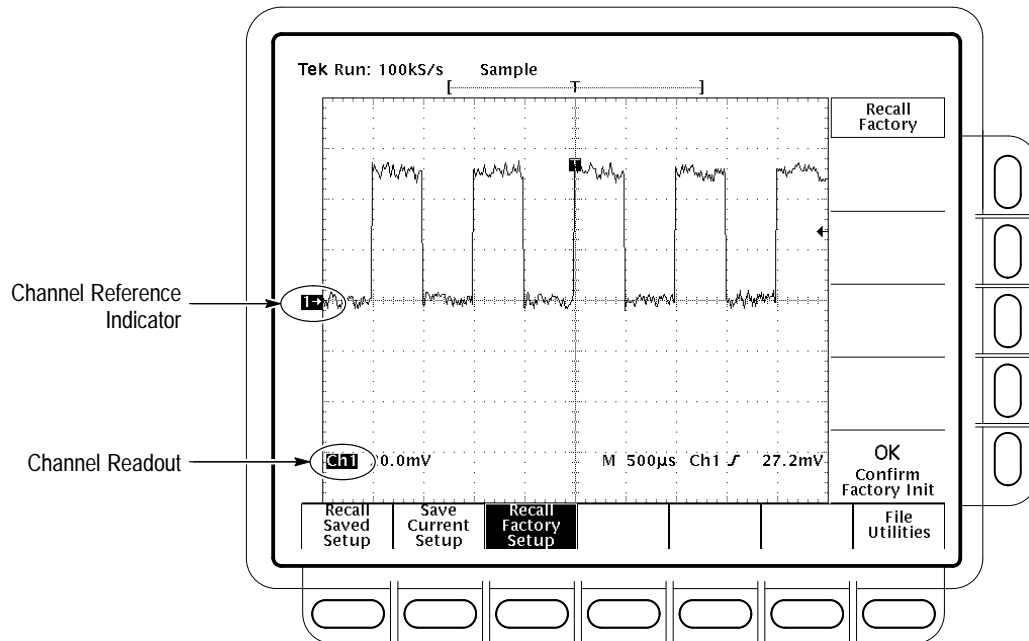 Tek Run: 100kS/s Sample
[ T ]
Recall
Factory
T
Channel Reference
Indicator
1→
Channel Readout
Ch1 0.0mV M 500µs Ch1 27.2mV
OK
Confirm
Factory Init
Recall
Saved
Setup
Save
Current
Setup
Recall
Factory
Setup
File
Utilities